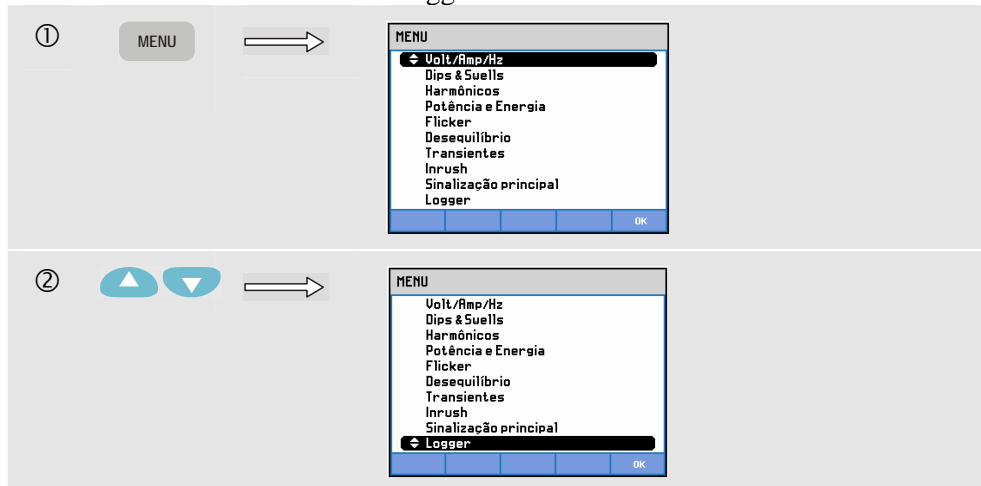 gg
①
MENU
MENU
Volt/Amp/Hz
Dips & Swells
Harmônicos
Potência e Energia
Flicker
Desequilíbrio
Transientes
Inrush
Sinalização principal
Logger
OK
②
MENU
Volt/Amp/Hz
Dips & Swells
Harmônicos
Potência e Energia
Flicker
Desequilíbrio
Transientes
Inrush
Sinalização principal
Logger
OK